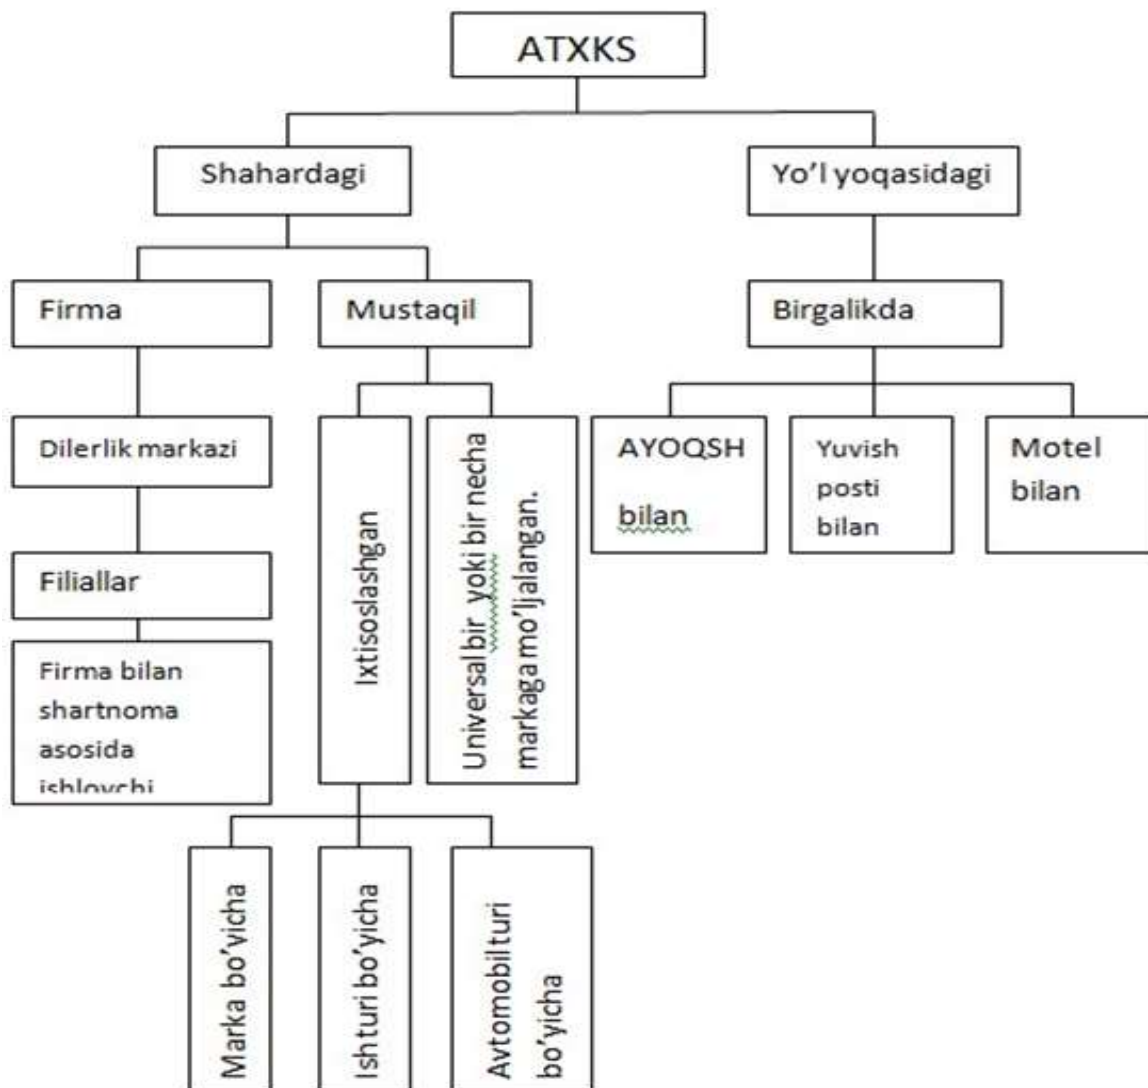 ATXKS
Shahardagi
Yo'l yoqasidagi
Firma
Mustaqil
Birgalikda
Dilerlik markazi
Ixtisoslashgan
Universal bir yoki bir necha
markaga mo'ljalangan.
AYOQSH
bilan
Yuvish
posti
bilan
Motel
bilan
Filiallar
Firma bilan
shartnoma
asosida
ishlovchi
Marka bo'yicha
Ish turi bo'yicha
Avtomobil turi
bo'yicha